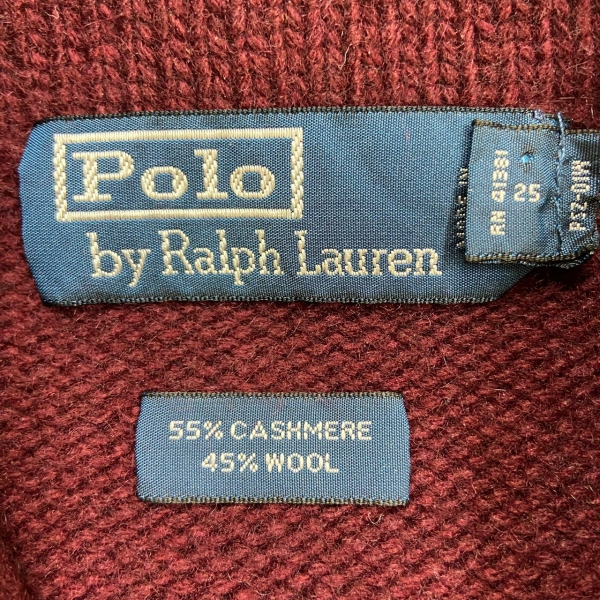 Polo
by Ralph Lauren
RN 41381
25
55% CASHMERE
45% WOOL